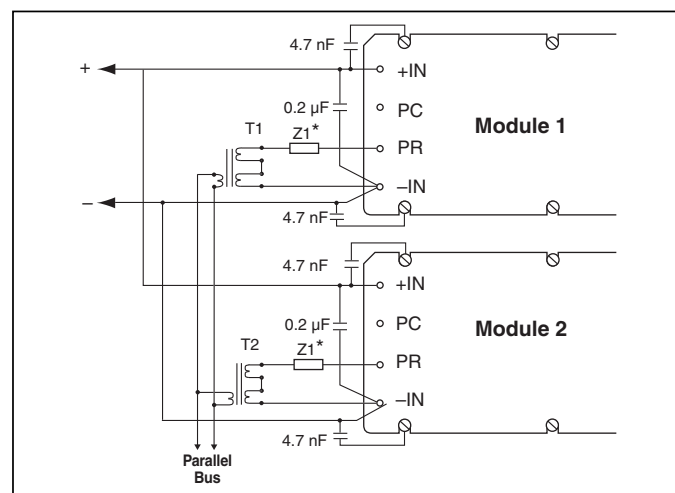 4.7 nF
+
+IN
0.2 µF
PC
Module 1
T1
Z1*
PR
–IN
–
4.7 nF
4.7 nF
+IN
0.2 µF
PC
Module 2
T2
Z1*
PR
–IN
4.7 nF
Parallel
Bus